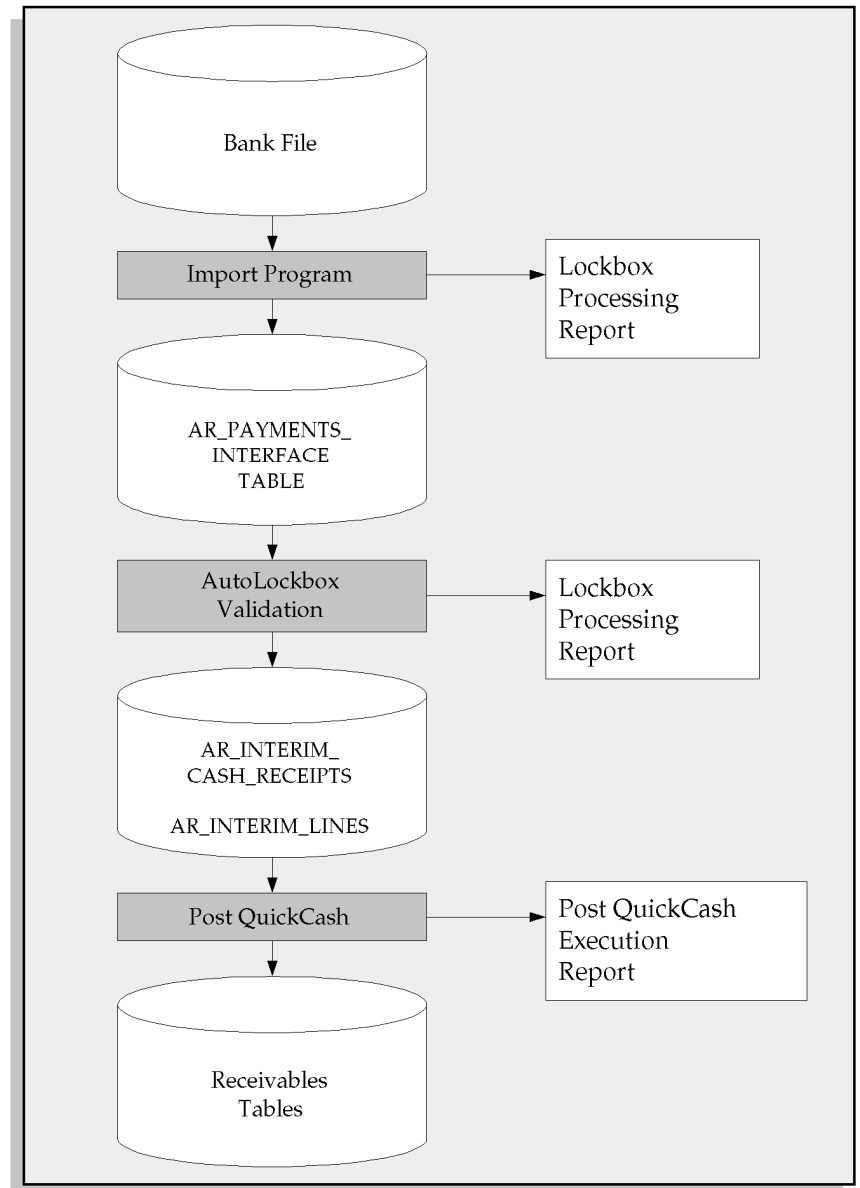 Bank File
Import Program
Lockbox
Processing
Report
AR_PAYMENTS_
INTERFACE
TABLE
AutoLockbox
Validation
Lockbox
Processing
Report
AR_INTERIM_
CASH_RECEIPTS
AR_INTERIM_LINES
Post QuickCash
Post QuickCash
Execution
Report
Receivables
Tables